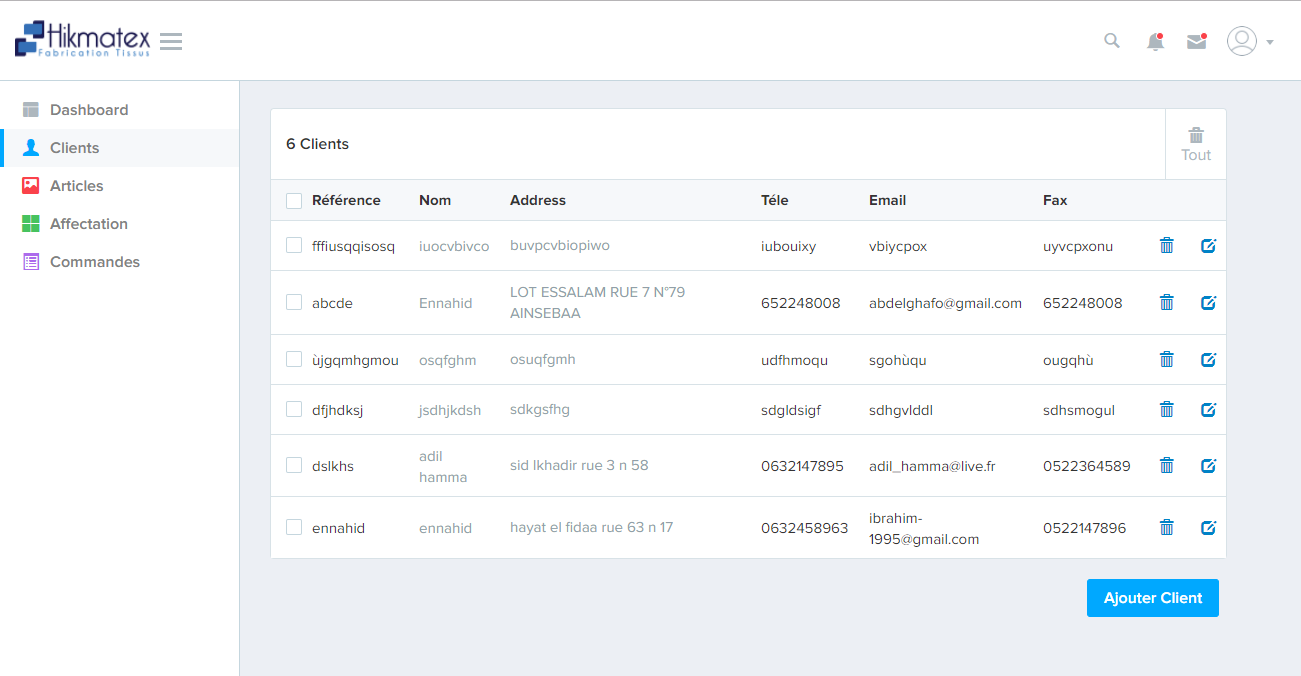 Hikmatex
Fabrication Tissus
Dashboard
Clients
Articles
Affectation
Commandes
6 Clients
Tout
Référence Nom Address Téle Email Fax
fffiusqqisosq iuocvbivco buvpcvbiopiwo iubouixy vbiycpox uyvcpxonu
abcde Ennahid LOT ESSALAM RUE 7 N°79 AINSEBAA 652248008 abdelghafo@gmail.com 652248008
ùjgqmhgmou osqfghm osuqfgmh udfhmoqu sgohùqu ougqhù
dfjhdksj jsdhjkdsh sdkgsfhg sdgldsigf sdhgvlddl sdhsmogul
dslkhs adil hamma sid lkhadir rue 3 n 58 0632147895 adil_hamma@live.fr 0522364589
ennahid ennahid hayat el fidaa rue 63 n 17 0632458963 ibrahim-1995@gmail.com 0522147896
Ajouter Client